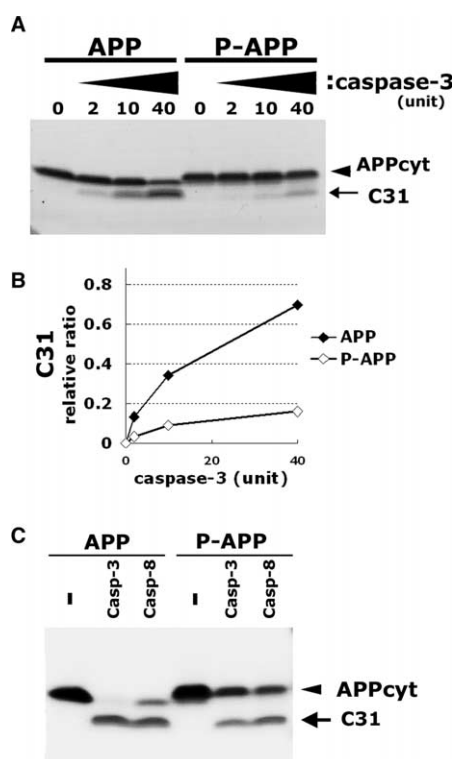 A
APP P-APP
:caspase-3
(unit)
0 2 10 40 0 2 10 40
APPcyt
C31
B
0.8
0.6
0.4
0.2
0
C31
relative ratio
APP
P-APP
0 20 40
caspase-3 (unit)
C
APP P-APP
– Casp-3 Casp-8 – Casp-3 Casp-8
APPcyt
C31